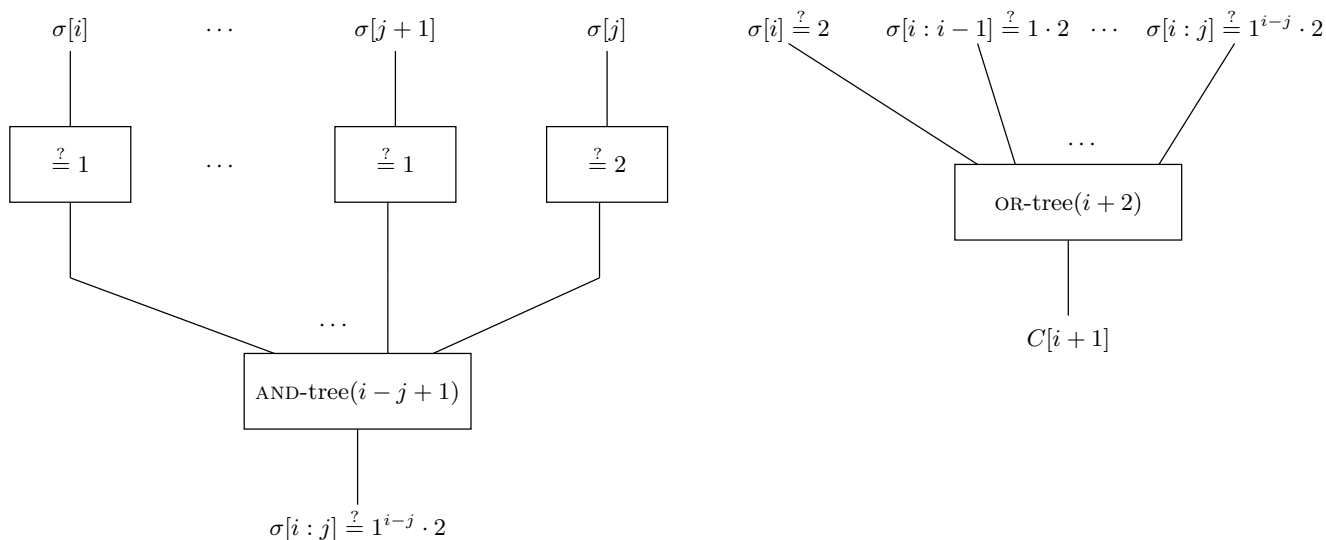 σ[i] ⋯ σ[j + 1] σ[j]
≟ 1 ⋯ ≟ 1 ≟ 2
⋯
AND-tree(i − j + 1)
σ[i : j] ≟ 1^{i−j} · 2
σ[i] ≟ 2 σ[i : i − 1] ≟ 1 · 2 ⋯ σ[i : j] ≟ 1^{i−j} · 2
⋯
OR-tree(i + 2)
C[i + 1]